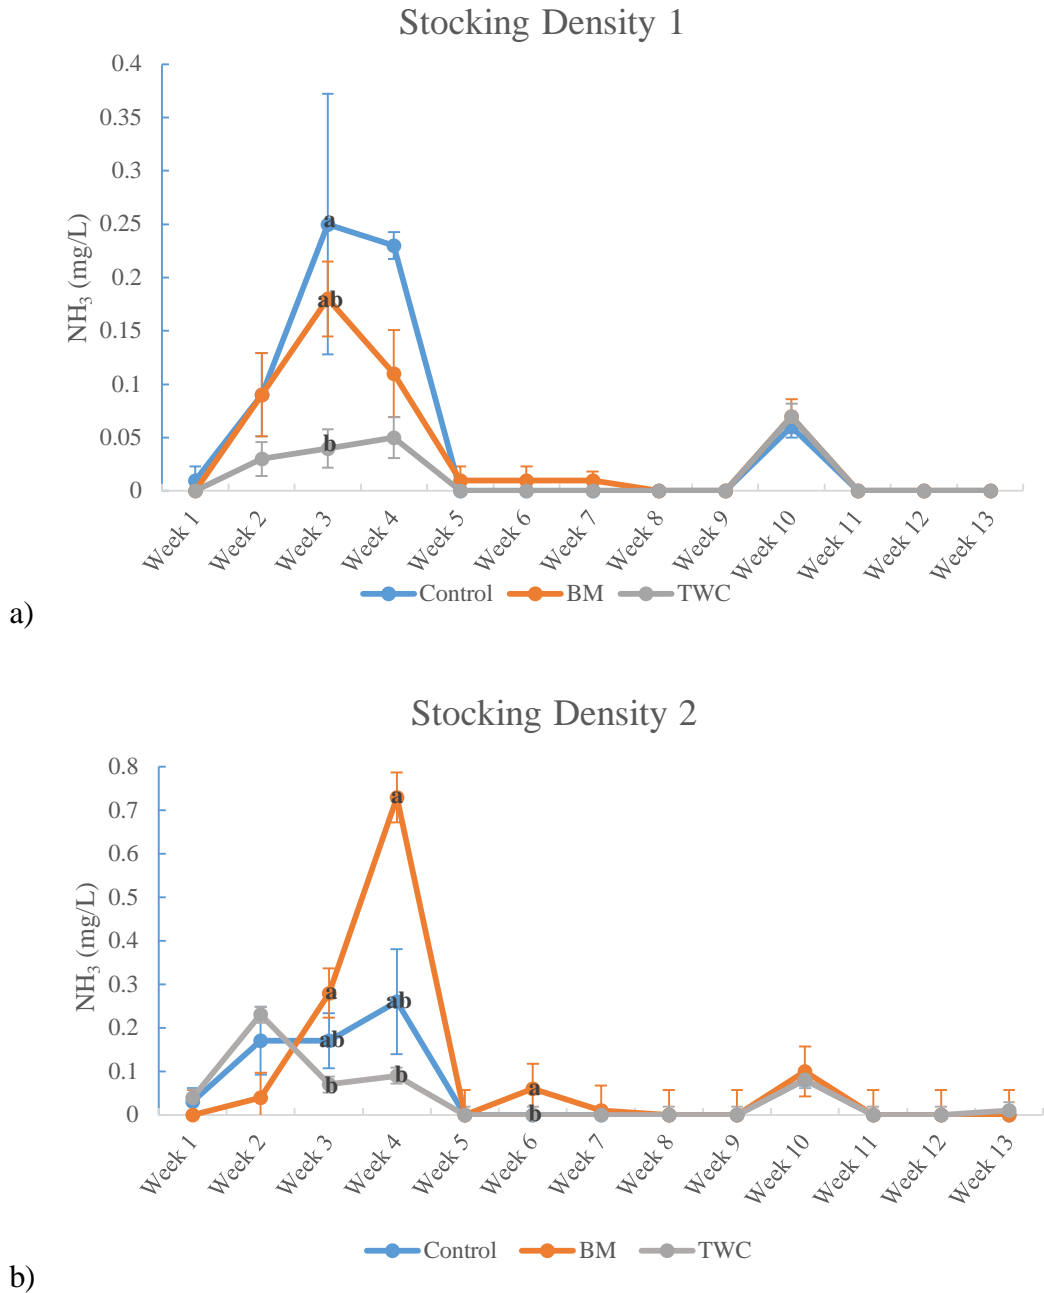 Stocking Density 1
0.4
0.35
0.3
0.25
0.2
0.15
0.1
0.05
0
NH₃ (mg/L)
a
ab
b
Week 1
Week 2
Week 3
Week 4
Week 5
Week 6
Week 7
Week 8
Week 9
Week 10
Week 11
Week 12
Week 13
Control BM TWC
a)
Stocking Density 2
0.8
0.7
0.6
0.5
0.4
0.3
0.2
0.1
0
NH₃ (mg/L)
a
a
ab
ab
b
b
a
b
Week 1
Week 2
Week 3
Week 4
Week 5
Week 6
Week 7
Week 8
Week 9
Week 10
Week 11
Week 12
Week 13
Control BM TWC
b)